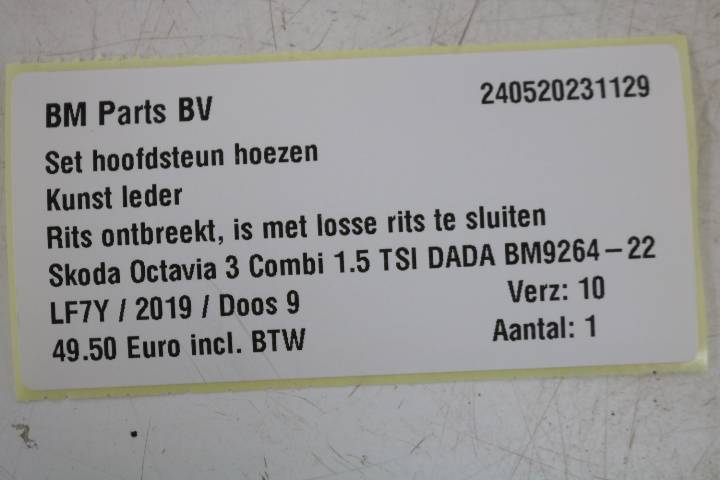 BM Parts BV 240520231129
Set hoofdsteun hoezen
Kunst leder
Rits ontbreekt, is met losse rits te sluiten
Skoda Octavia 3 Combi 1.5 TSI DADA BM9264-22
LF7Y / 2019 / Doos 9 Verz: 10
49.50 Euro incl. BTW Aantal: 1